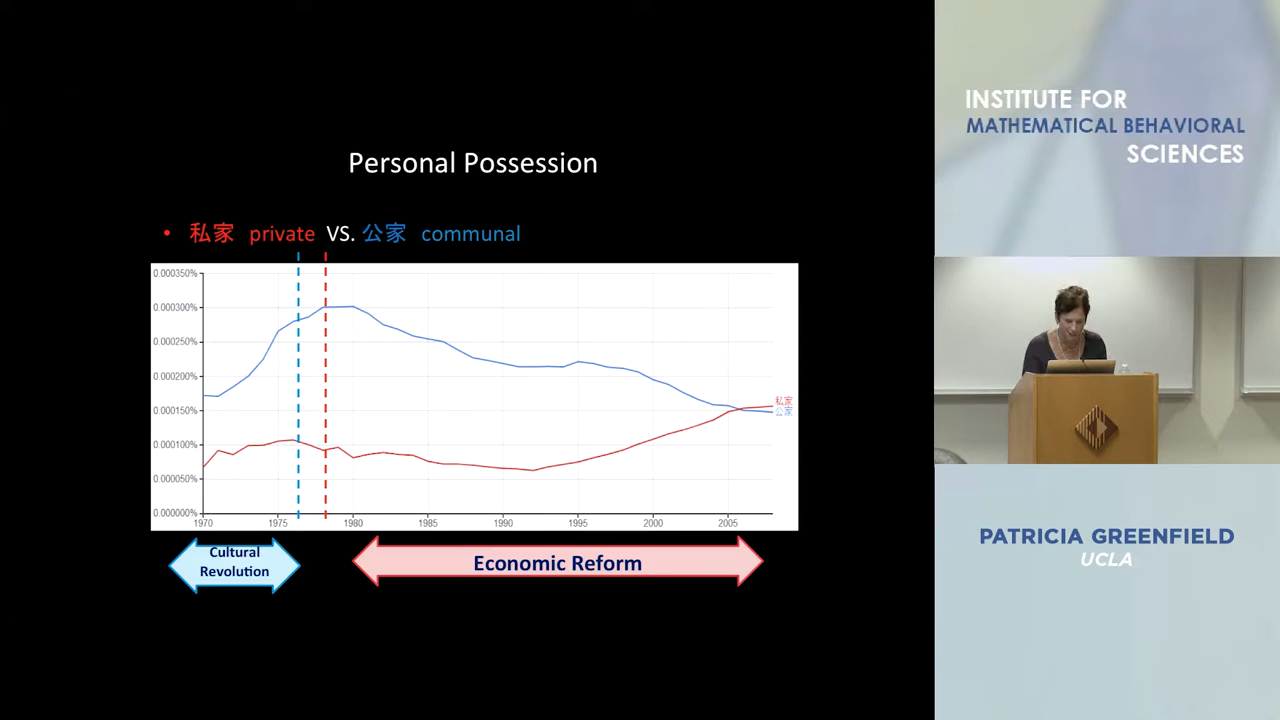 Personal Possession
• 私家 private VS. 公家 communal
0.000350%
0.000300%
0.000250%
0.000200%
0.000150%
0.000100%
0.000050%
0.000000%
私家
公家
1970 1975 1980 1985 1990 1995 2000 2005
Cultural
Revolution
Economic Reform
INSTITUTE FOR
MATHEMATICAL BEHAVIORAL
SCIENCES
PATRICIA GREENFIELD
UCLA